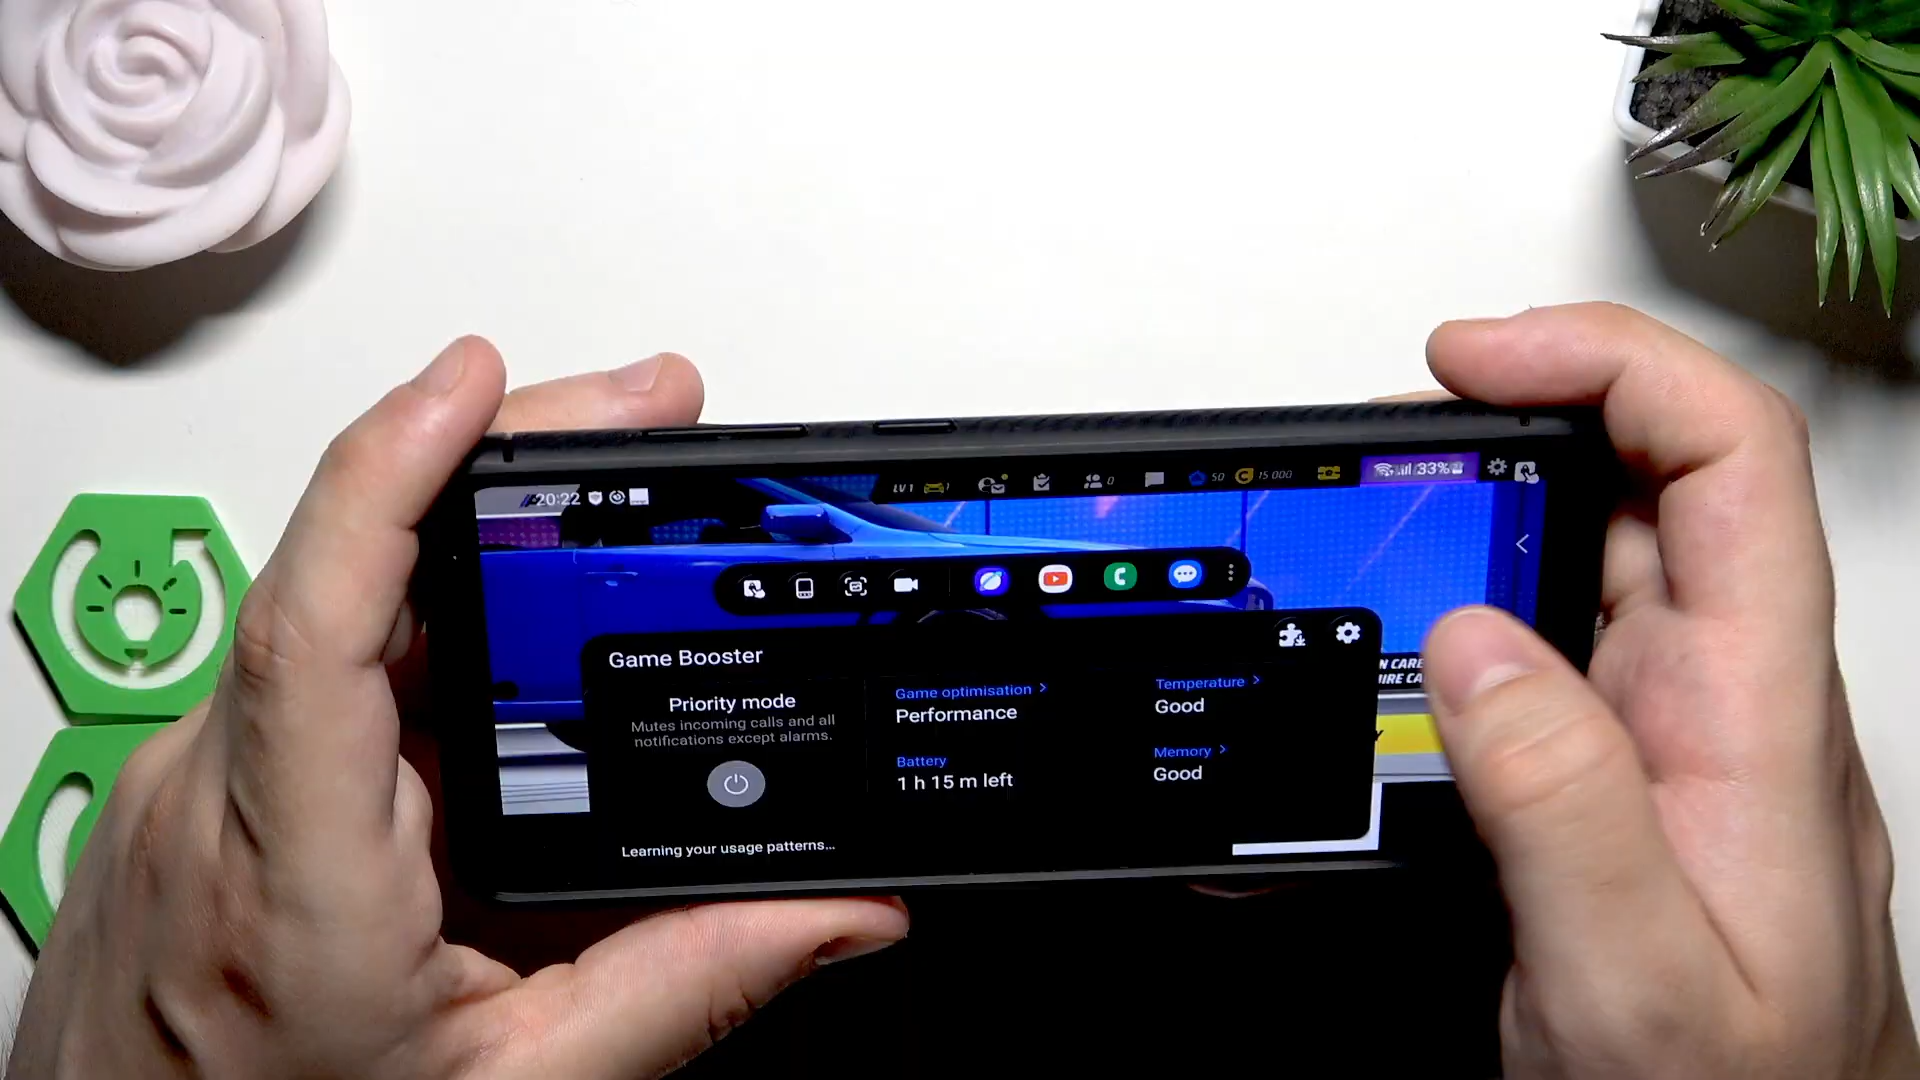 20:22
LV 1
1
0
50
15 000
33%
Game Booster
Priority mode
Mutes incoming calls and all
notifications except alarms.
Learning your usage patterns...
Game optimisation >
Performance
Battery
1 h 15 m left
Temperature >
Good
Memory >
Good
N CARE
IRE CA
Y